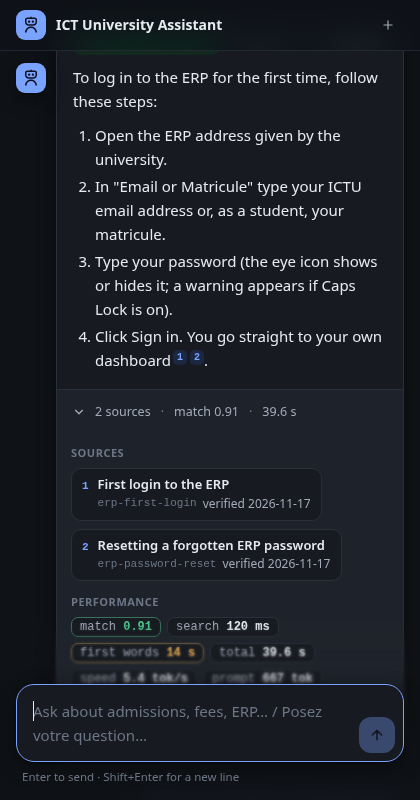 ICT University Assistant
To log in to the ERP for the first time, follow
these steps:
1. Open the ERP address given by the
university.
2. In "Email or Matricule" type your ICTU
email address or, as a student, your
matricule.
3. Type your password (the eye icon shows
or hides it; a warning appears if Caps
Lock is on).
4. Click Sign in. You go straight to your own
dashboard 1 2 .
2 sources · match 0.91 · 39.6 s
SOURCES
1 First login to the ERP
erp-first-login verified 2026-11-17
2 Resetting a forgotten ERP password
erp-password-reset verified 2026-11-17
PERFORMANCE
match 0.91 search 120 ms
first words 14 s total 39.6 s
speed 5.4 tok/s prompt 667 tok
Ask about admissions, fees, ERP... / Posez
votre question...
Enter to send · Shift+Enter for a new line